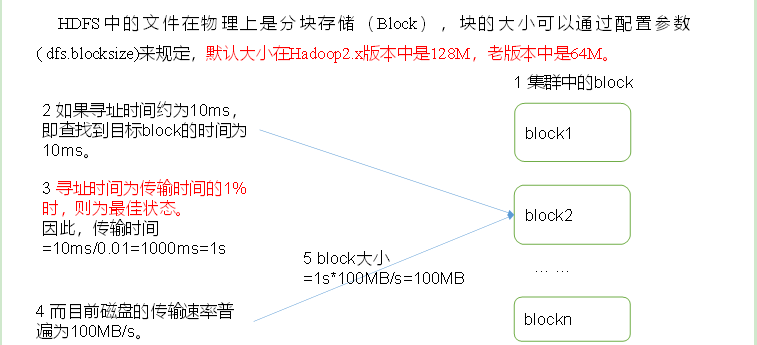 HDFS中的文件在物理上是分块存储（Block），块的大小可以通过配置参数
( dfs.blocksize)来规定，默认大小在Hadoop2.x版本中是128M，老版本中是64M。
1 集群中的block
2 如果寻址时间约为10ms，
即查找到目标block的时间为
10ms。
block1
3 寻址时间为传输时间的1%
时，则为最佳状态。
因此，传输时间
=10ms/0.01=1000ms=1s
block2
5 block大小
=1s*100MB/s=100MB
... ...
4 而目前磁盘的传输速率普
遍为100MB/s。
blockn